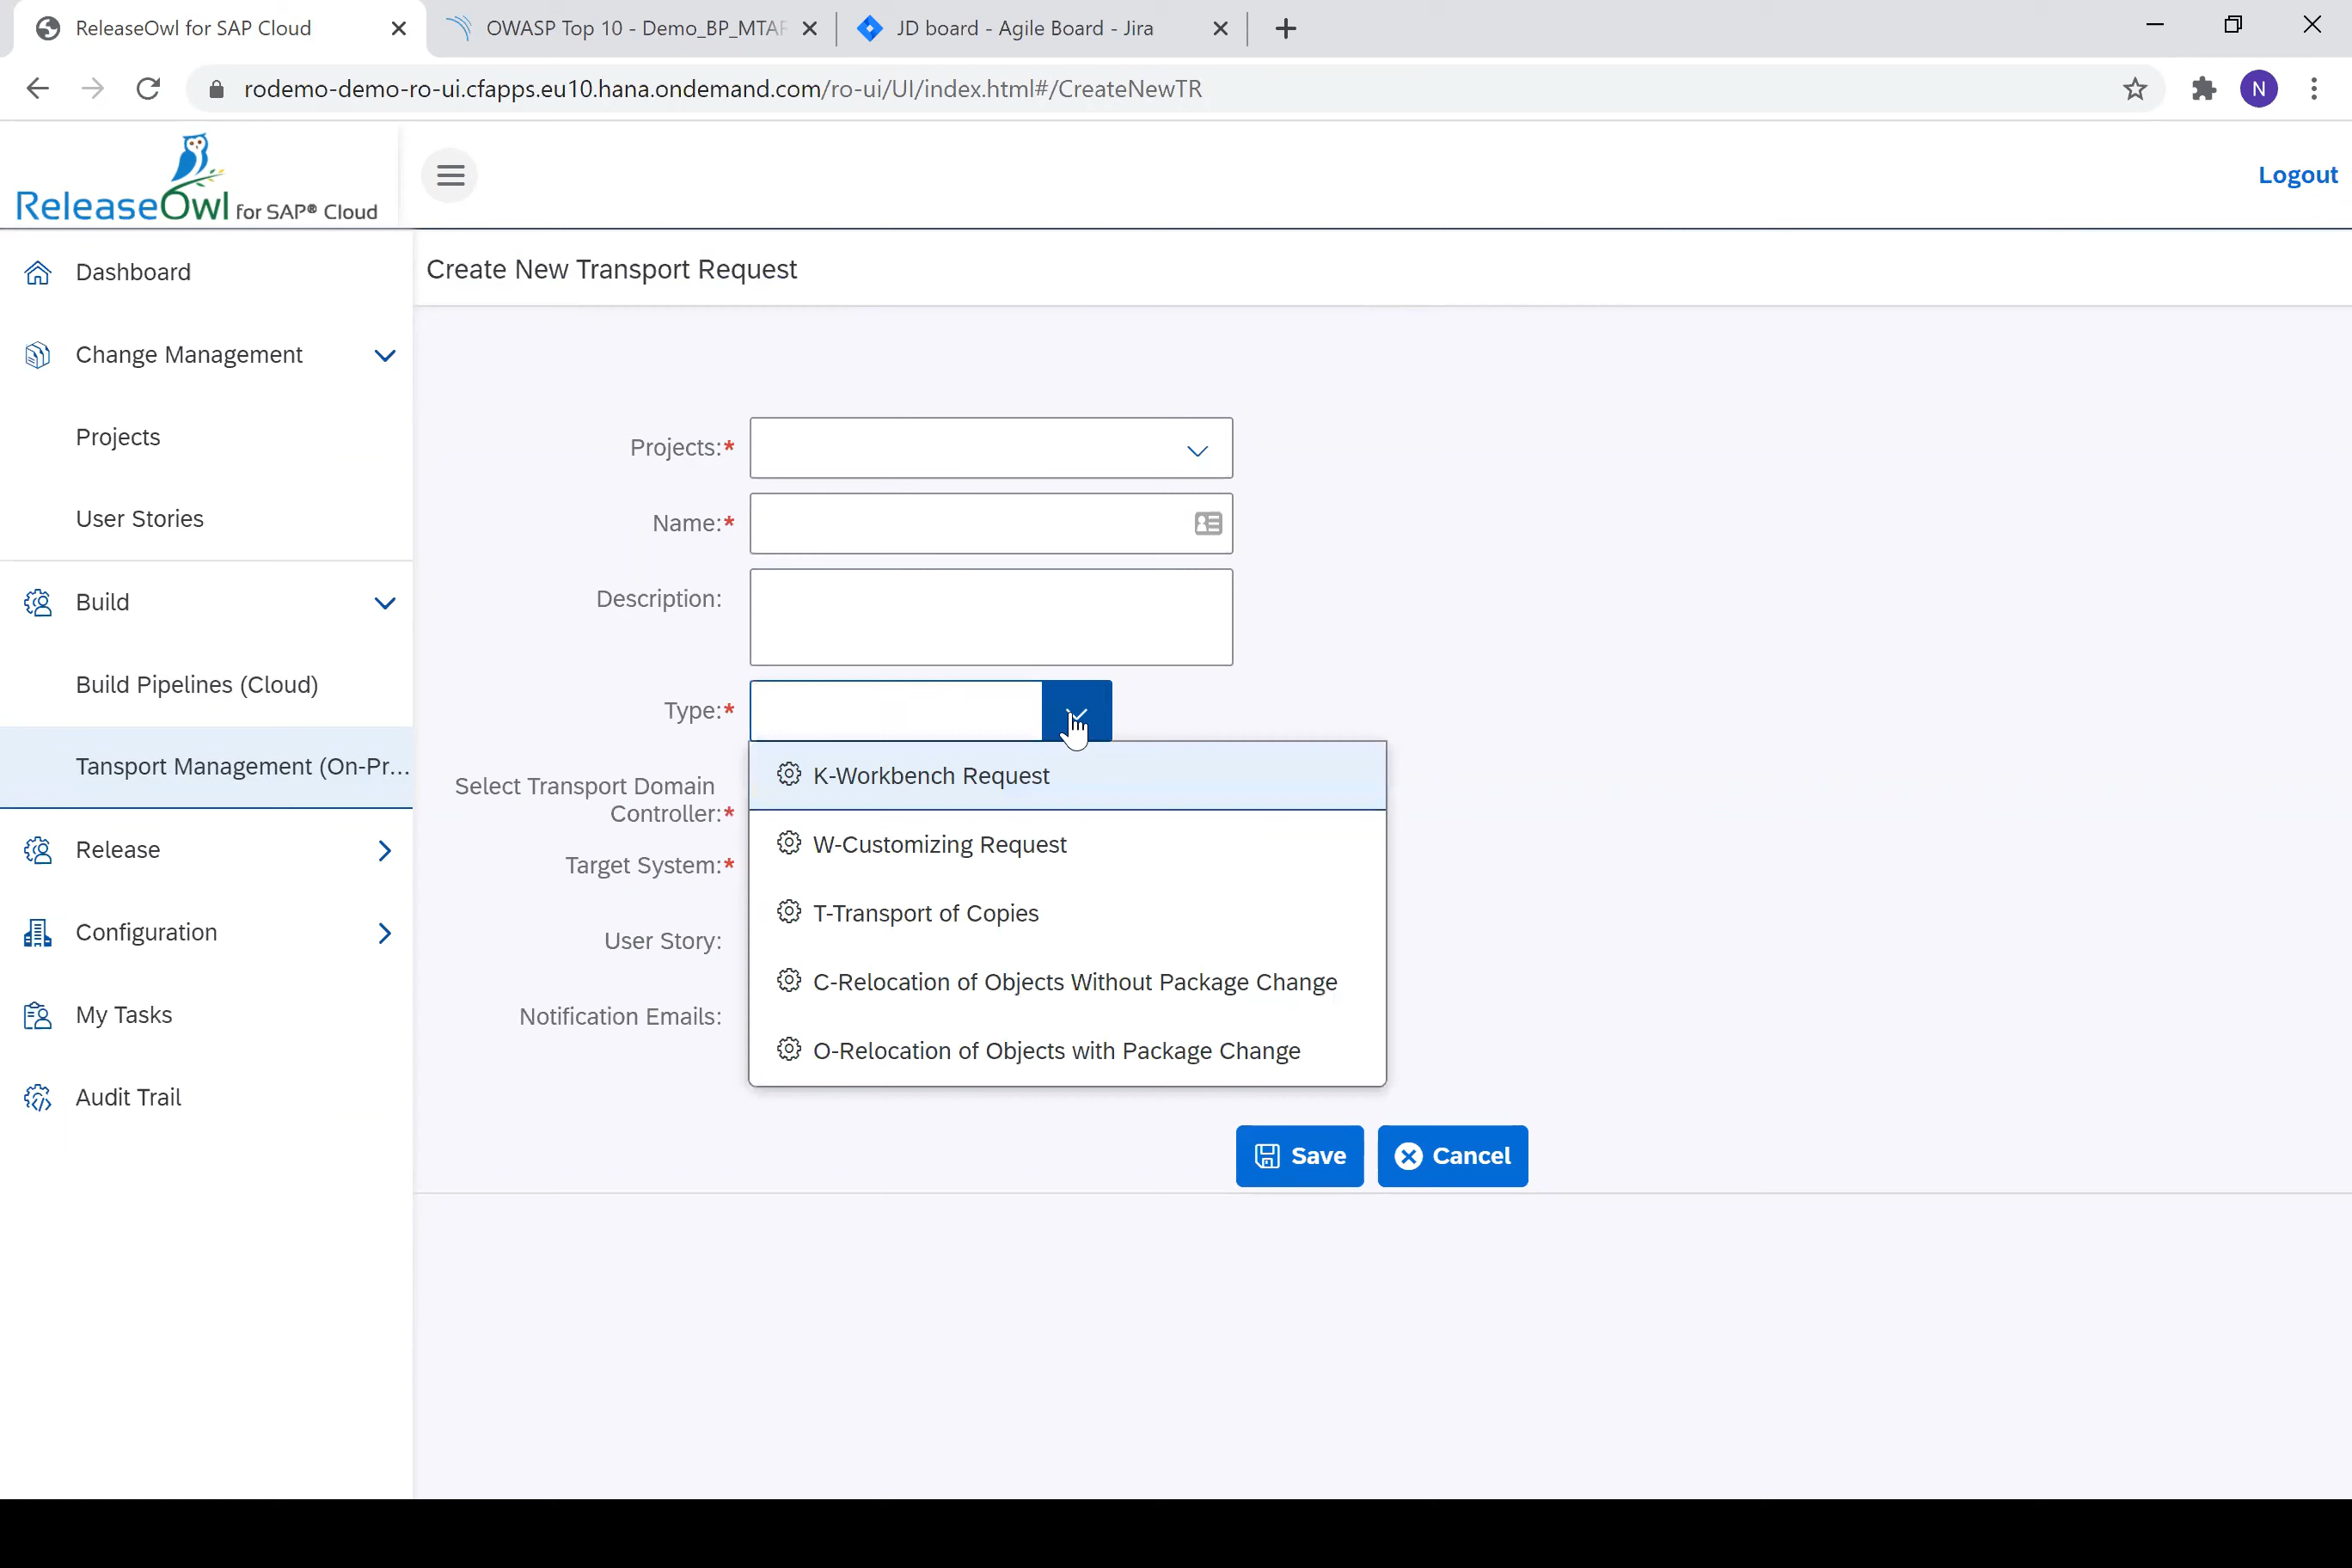 ReleaseOwl for SAP Cloud
OWASP Top 10 - Demo_BP_MTAR
JD board - Agile Board - Jira
rodemo-demo-ro-ui.cfapps.eu10.hana.ondemand.com/ro-ui/UI/index.html#/CreateNewTR
N
ReleaseOwl for SAP® Cloud
Logout
Dashboard
Change Management
Projects
User Stories
Build
Build Pipelines (Cloud)
Tansport Management (On-Pr...
Release
Configuration
My Tasks
Audit Trail
Create New Transport Request
Projects:*
Name:*
Description:
Type:*
K-Workbench Request
W-Customizing Request
T-Transport of Copies
C-Relocation of Objects Without Package Change
O-Relocation of Objects with Package Change
Select Transport Domain
Controller:*
Target System:*
User Story:
Notification Emails:
Save
Cancel